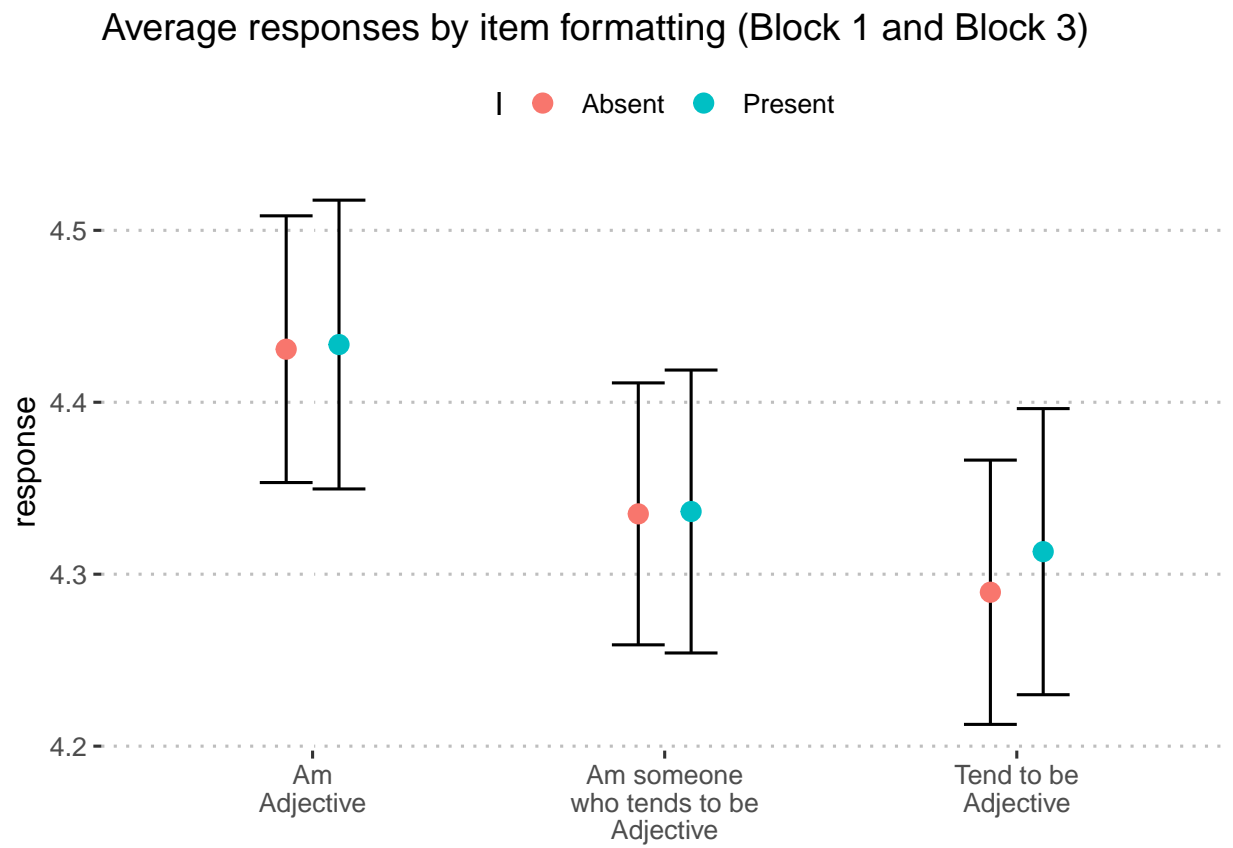 Average responses by item formatting (Block 1 and Block 3)
I Absent Present
4.5
4.4
4.3
4.2
response
Am
Adjective
Am someone
who tends to be
Adjective
Tend to be
Adjective